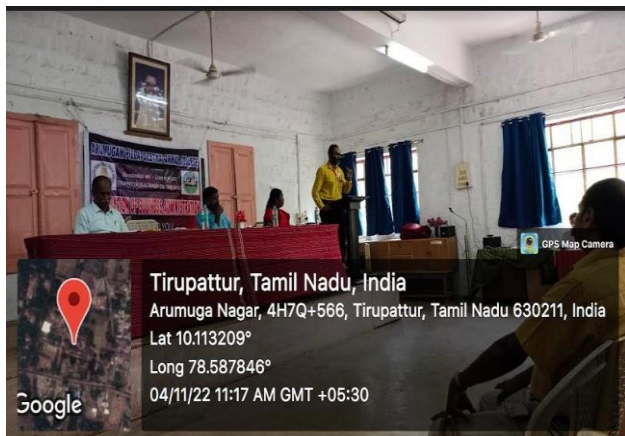 GPS Map Camera
Tirupattur, Tamil Nadu, India
Arumuga Nagar, 4H7Q+566, Tirupattur, Tamil Nadu 630211, India
Lat 10.113209°
Long 78.587846°
04/11/22 11:17 AM GMT +05:30
Google